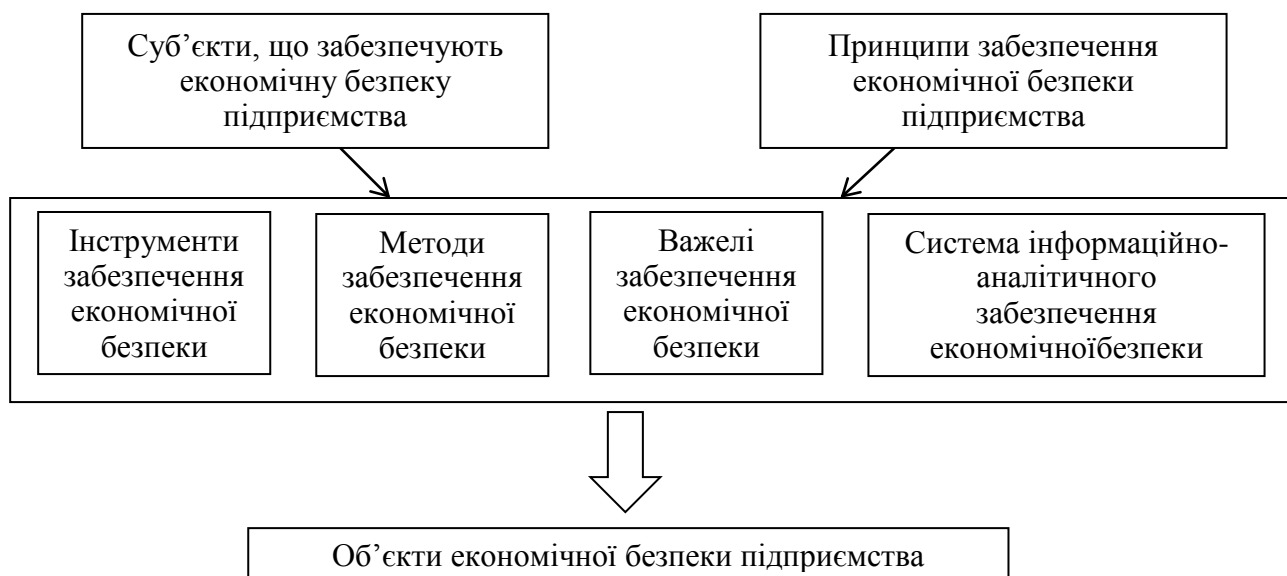 Суб’єкти, що забезпечують
економічну безпеку
підприємства
Принципи забезпечення
економічної безпеки
підприємства
Інструменти
забезпечення
економічної
безпеки
Методи
забезпечення
економічної
безпеки
Важелі
забезпечення
економічної
безпеки
Система інформаційно-
аналітичного
забезпечення
економічноїбезпеки
Об’єкти економічної безпеки підприємства